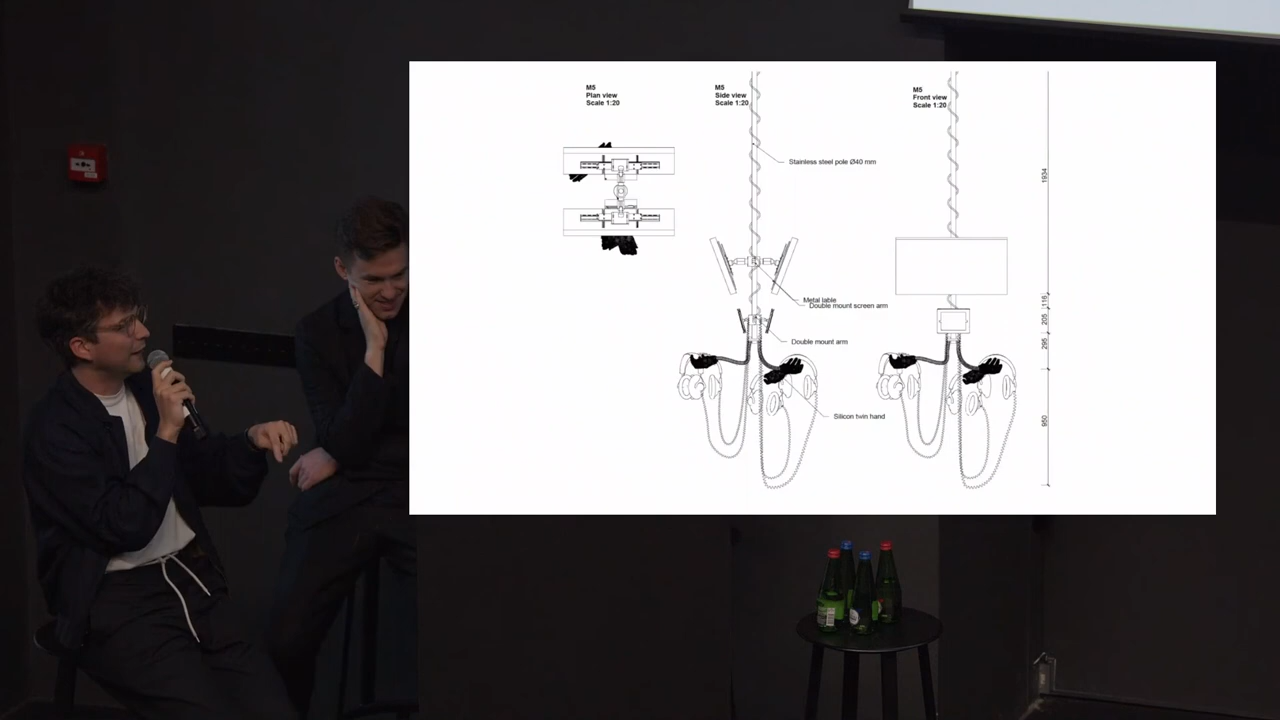 M5
Plan view
Scale 1:20
M5
Side view
Scale 1:20
M5
Front view
Scale 1:20
Stainless steel pole Ø40 mm
Metal lable
Double mount screen arm
Double mount arm
Silicon twin hand
1934
116
205
295
950